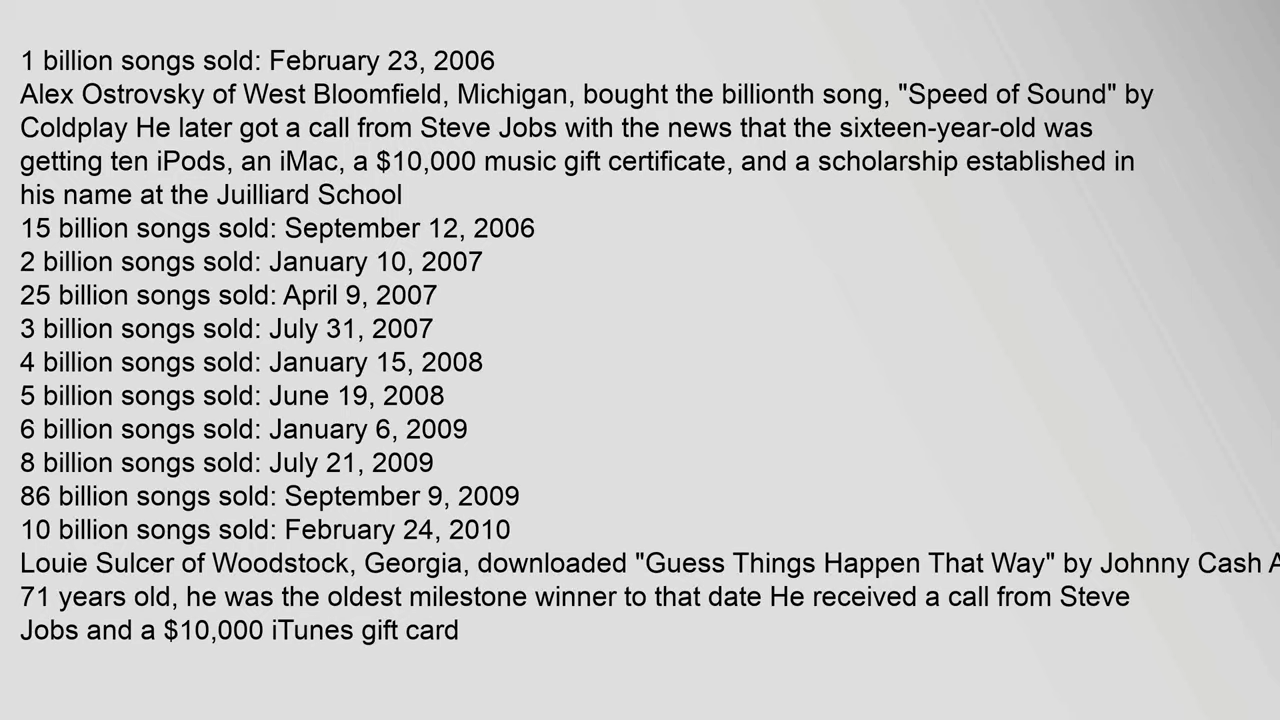 1 billion songs sold: February 23, 2006
Alex Ostrovsky of West Bloomfield, Michigan, bought the billionth song, "Speed of Sound" by
Coldplay He later got a call from Steve Jobs with the news that the sixteen-year-old was
getting ten iPods, an iMac, a $10,000 music gift certificate, and a scholarship established in
his name at the Juilliard School
15 billion songs sold: September 12, 2006
2 billion songs sold: January 10, 2007
25 billion songs sold: April 9, 2007
3 billion songs sold: July 31, 2007
4 billion songs sold: January 15, 2008
5 billion songs sold: June 19, 2008
6 billion songs sold: January 6, 2009
8 billion songs sold: July 21, 2009
86 billion songs sold: September 9, 2009
10 billion songs sold: February 24, 2010
Louie Sulcer of Woodstock, Georgia, downloaded "Guess Things Happen That Way" by Johnny Cash
71 years old, he was the oldest milestone winner to that date He received a call from Steve
Jobs and a $10,000 iTunes gift card